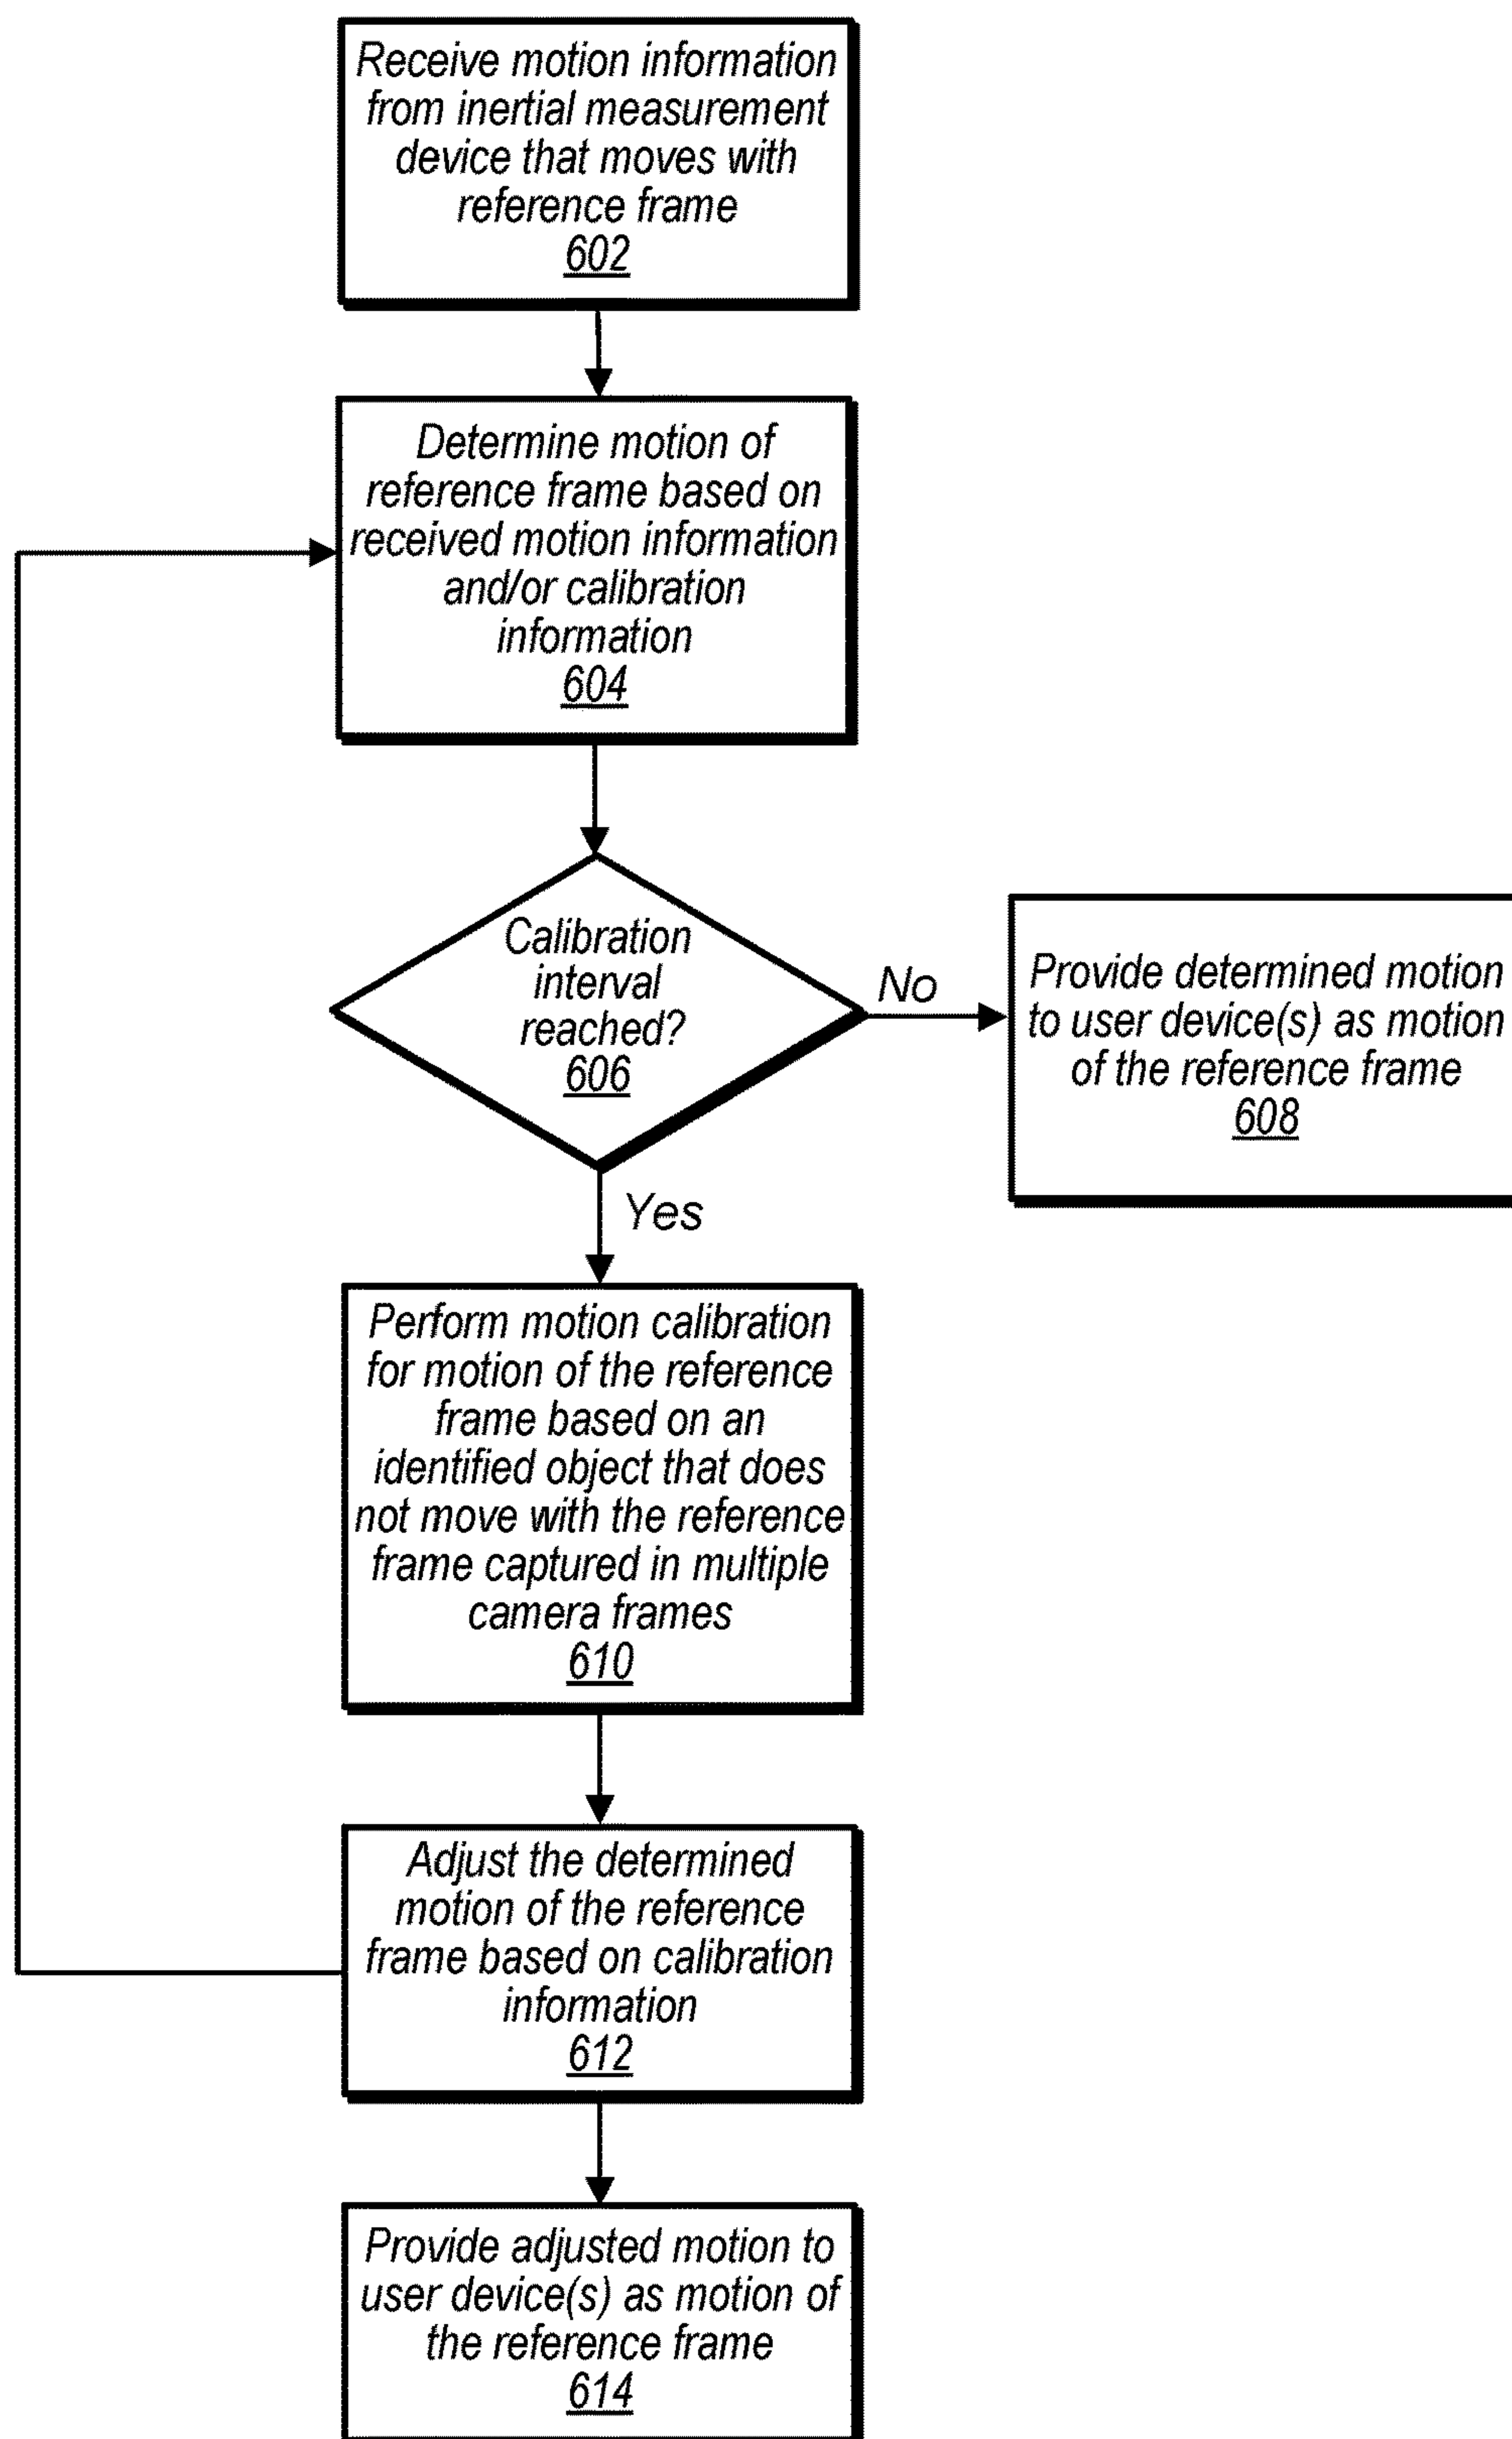 Receive motion information
from inertial measurement
device that moves with
reference frame
602
Determine motion of
reference frame based on
received motion information
and/or calibration
information
604
Calibration
interval
reached?
606
No
Provide determined motion
to user device(s) as motion
of the reference frame
608
Yes
Perform motion calibration
for motion of the reference
frame based on an
identified object that does
not move with the reference
frame captured in multiple
camera frames
610
Adjust the determined
motion of the reference
frame based on calibration
information
612
Provide adjusted motion to
user device(s) as motion of
the reference frame
614